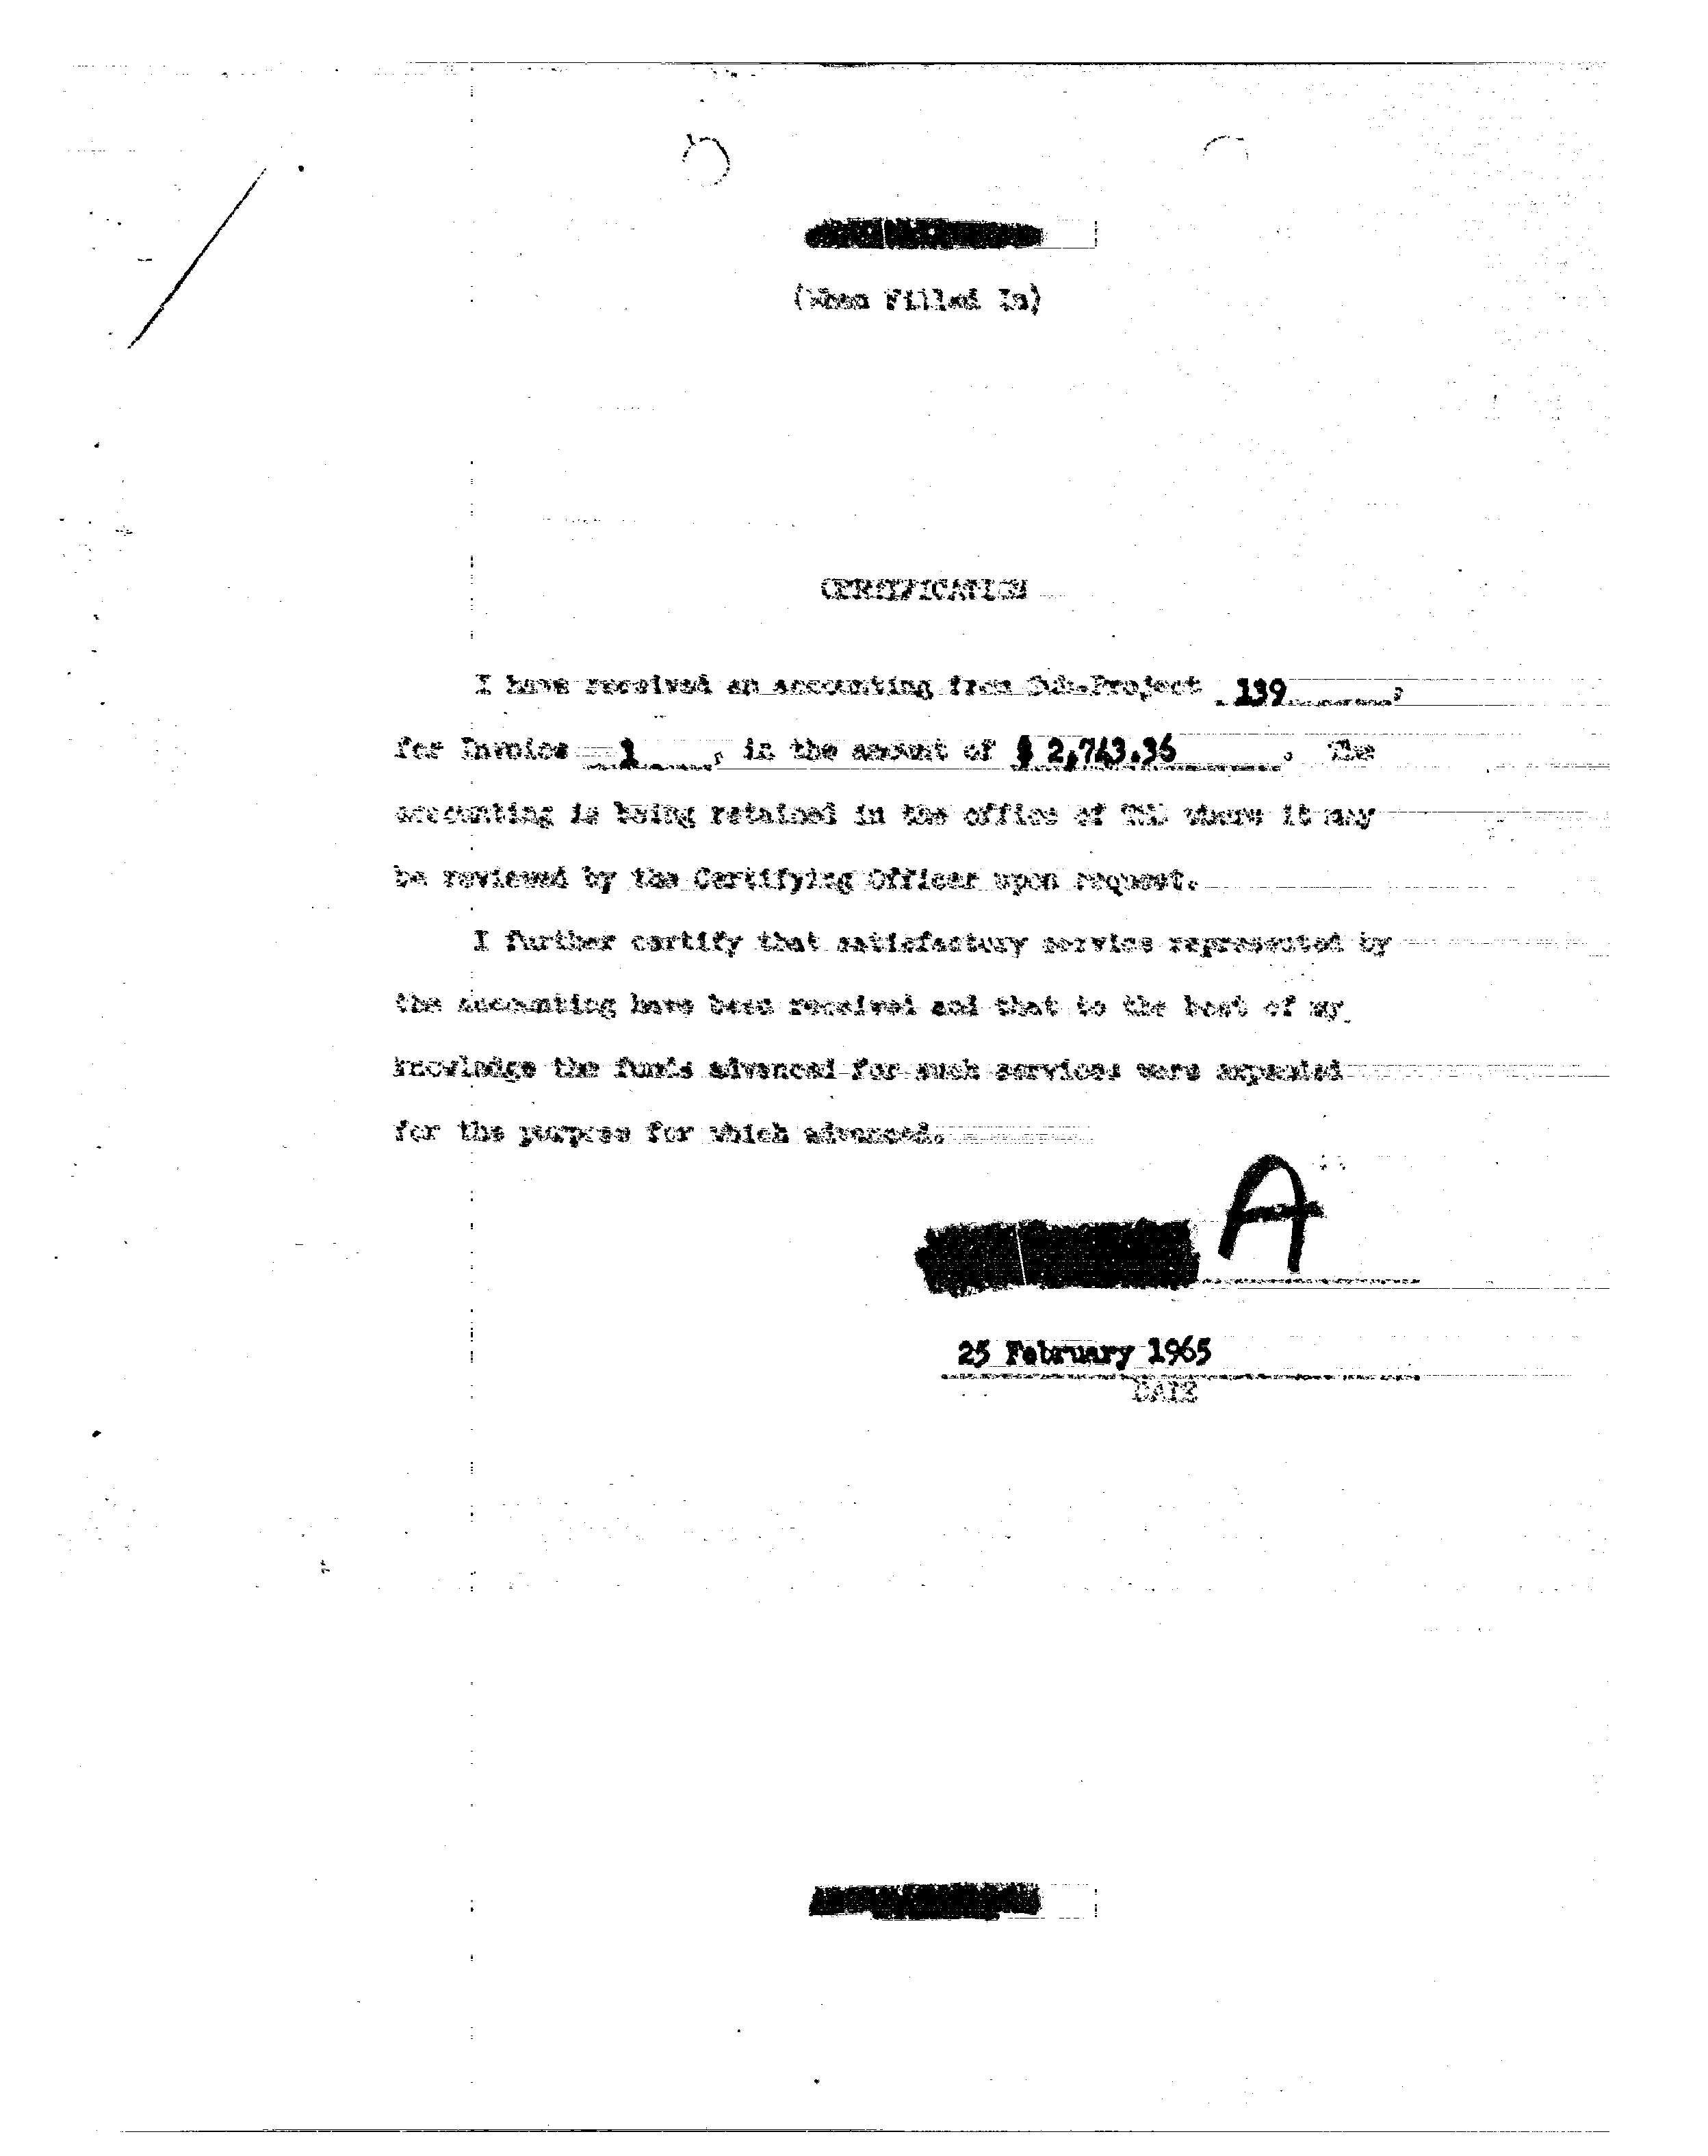 (When Filled In)
CERTIFICATION
I have received an accounting from Sub-Project 139,
for Invoice 1, in the amount of $ 2,743.36. The
accounting is being retained in the office of where it may
be reviewed by the Certifying Officer upon request.
I further certify that satisfactory service represented by
the accounting have been received and that to the best of my
knowledge the funds advanced for such services were expended
for the purpose for which advanced.
A
25 February 1965
DATE